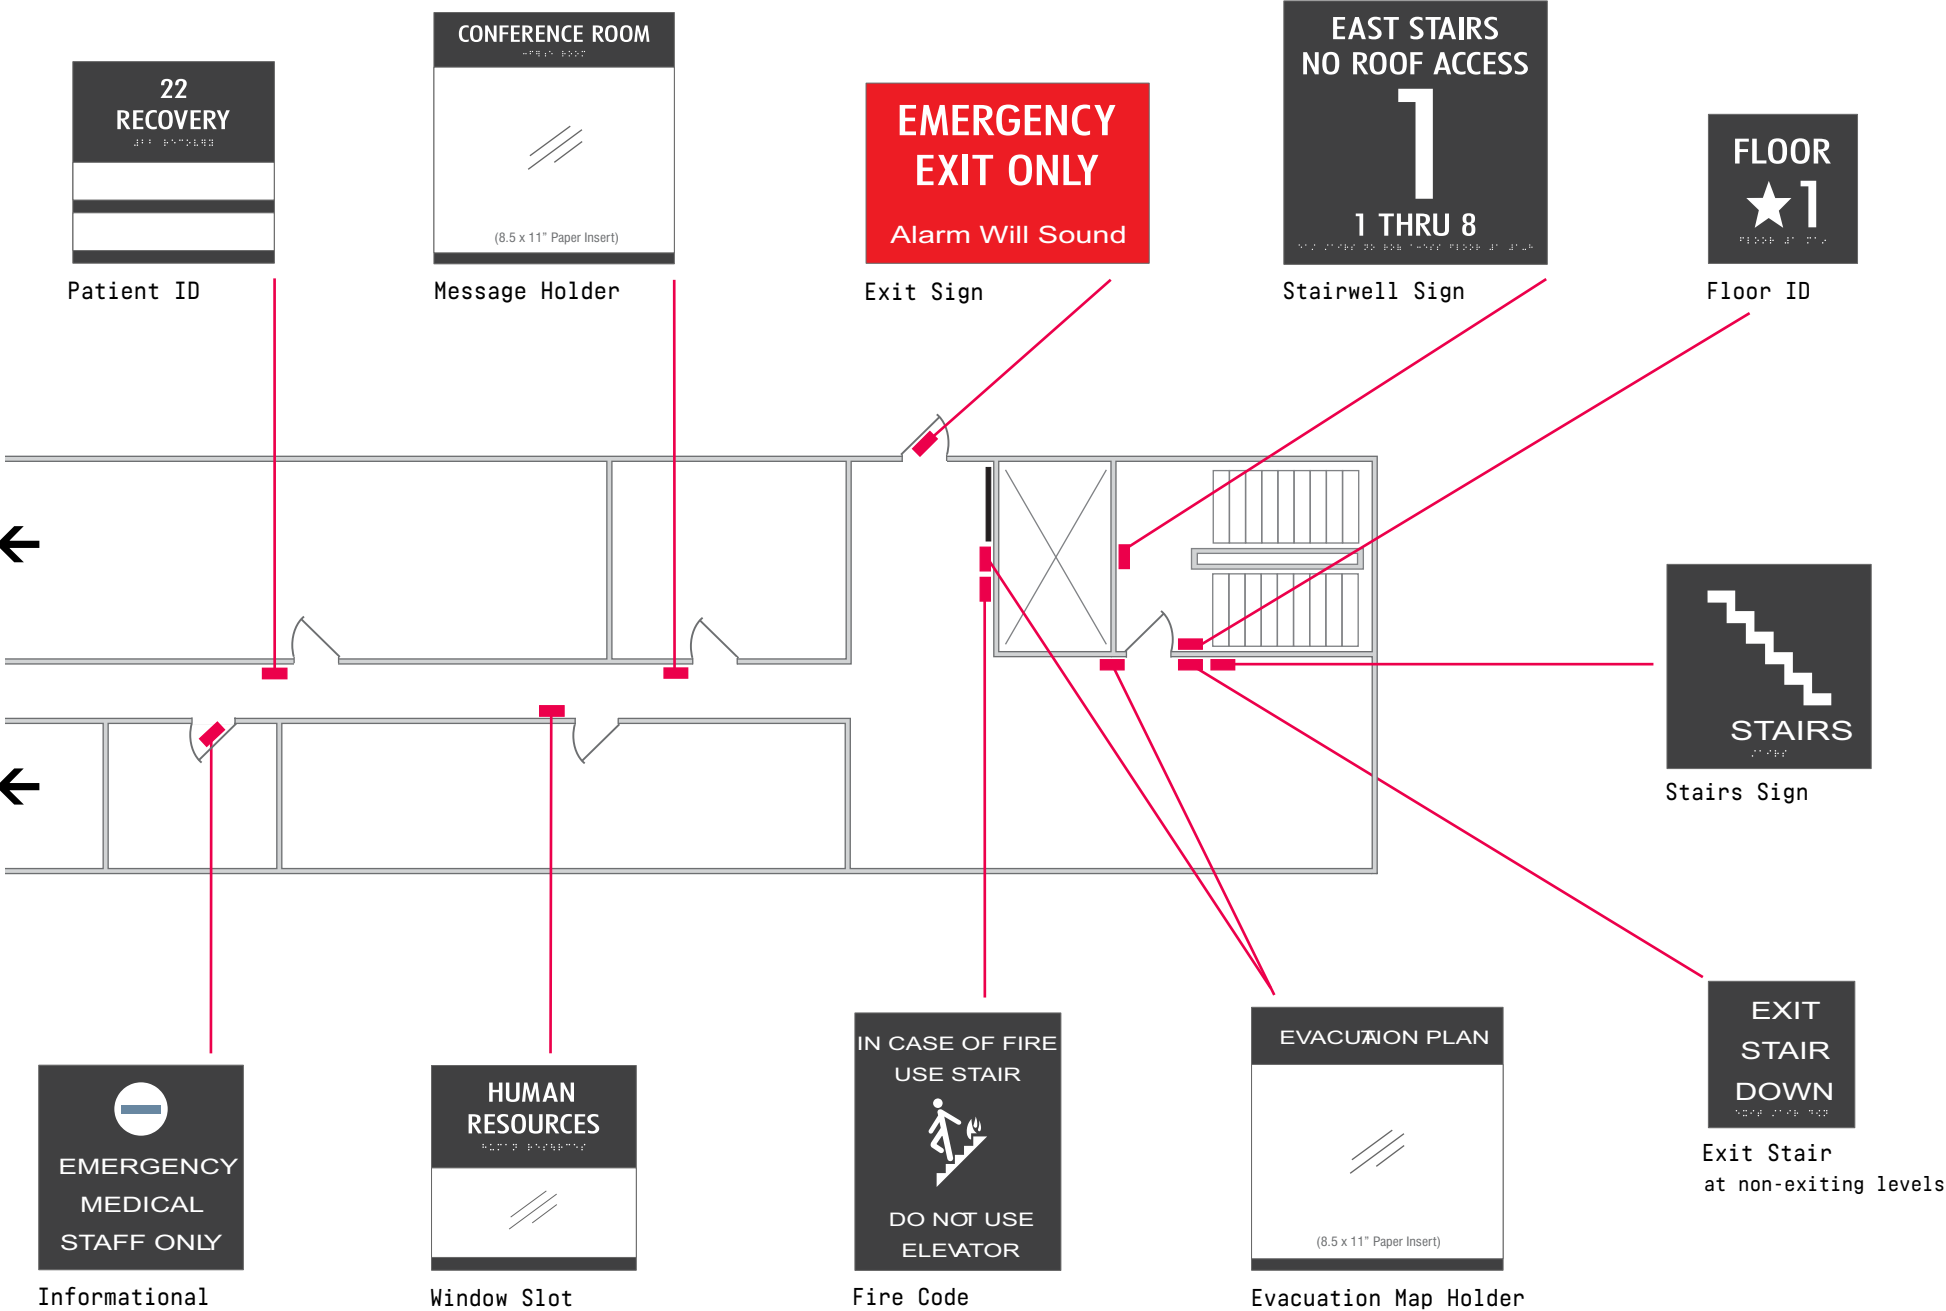 22
RECOVERY
Patient ID
CONFERENCE ROOM
(8.5 x 11" Paper Insert)
Message Holder
EMERGENCY
EXIT ONLY
Alarm Will Sound
Exit Sign
EAST STAIRS
NO ROOF ACCESS
1
1 THRU 8
Stairwell Sign
FLOOR
★1
Floor ID
STAIRS
Stairs Sign
EMERGENCY
MEDICAL
STAFF ONLY
Informational
HUMAN
RESOURCES
Window Slot
IN CASE OF FIRE
USE STAIR
DO NOT USE
ELEVATOR
Fire Code
EVACUATION PLAN
(8.5 x 11" Paper Insert)
Evacuation Map Holder
EXIT
STAIR
DOWN
Exit Stair
at non-exiting levels